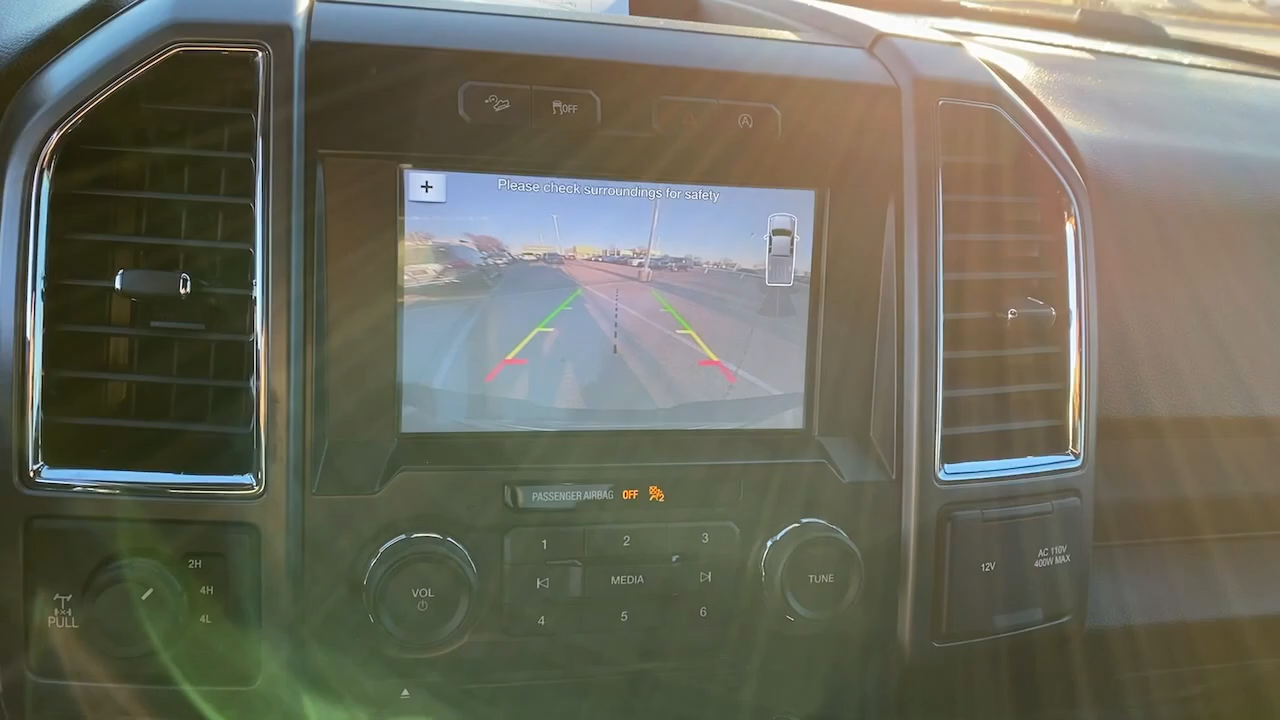 OFF
A
+
Please check surroundings for safety
PASSENGER AIRBAG OFF 2
1 2 3
VOL
MEDIA
TUNE
4 5 6
2H
4H
4L
PULL
12V
AC 110V
400W MAX